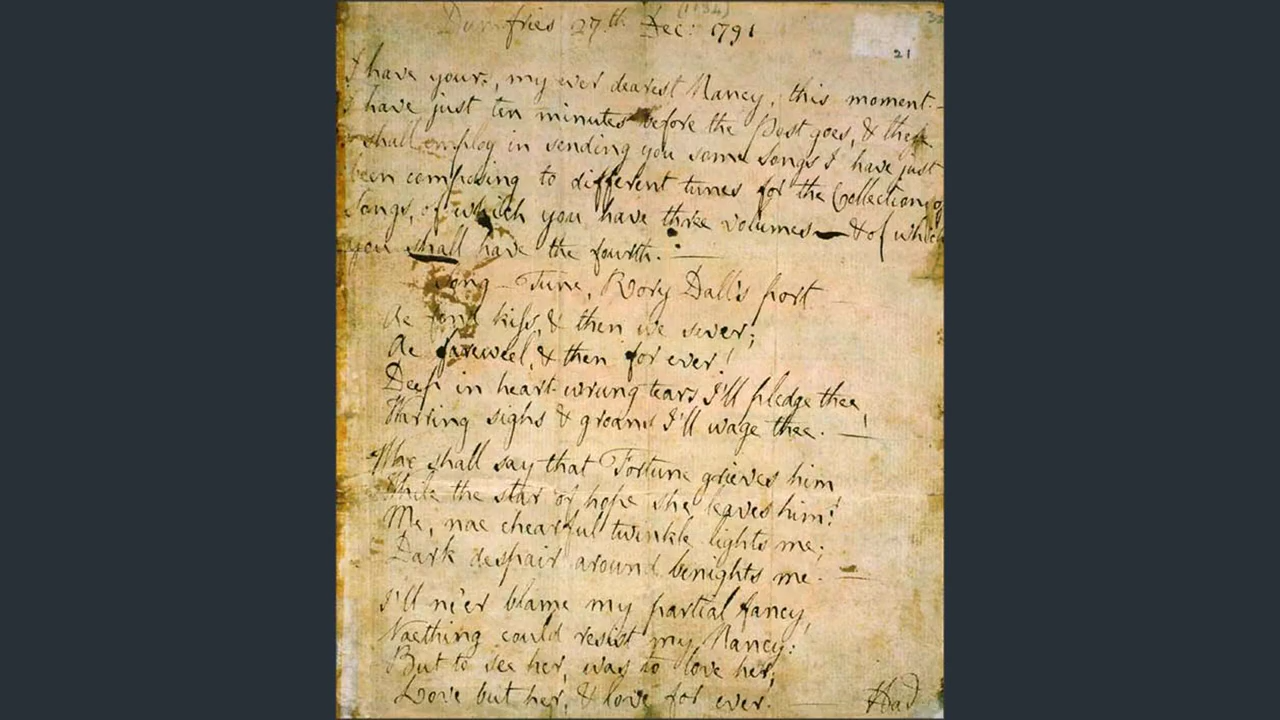 (1134)
32
Dumfries 27th Dec: 1791
21
I have yours, my ever dearest Nancy, this moment.—
I have just ten minutes before the Post goes, & these
I shall employ in sending you some Songs I have just
been composing to different tunes for the Collection of
Songs, of which you have three volumes — & of which
you shall have the fourth. —
Song — Tune, Rory Dall's port
Ae fond kiss, & then we sever;
Ae fareweel, & then for ever!
Deep in heart-wrung tears I'll pledge thee,
Warring sighs & groans I'll wage thee. —
Wha shall say that Fortune grieves him
While the star of hope she leaves him!
Me, nae chearful twinkle lights me;
Dark despair around benights me. —
I'll ne'er blame my partial fancy,
Naething could resist my Nancy:
But to see her, was to love her;
Love but her, & love for ever. —
Had